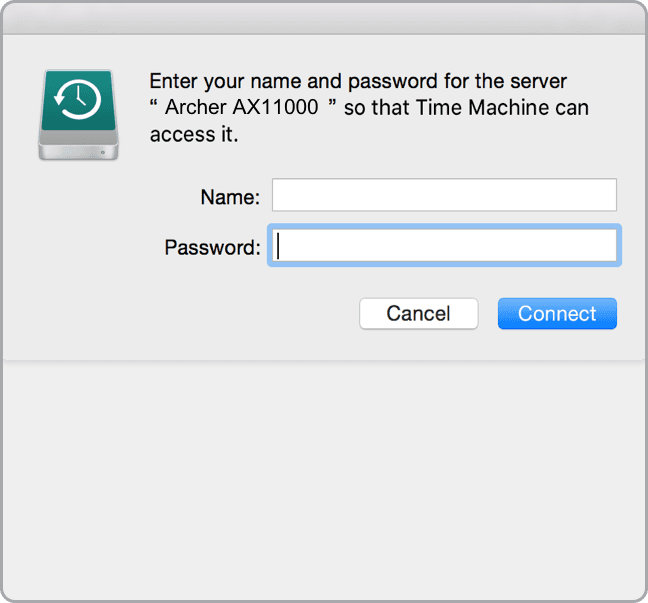 Enter your name and password for the server
“ Archer AX11000 ” so that Time Machine can
access it.
Name:
Password:
Cancel
Connect